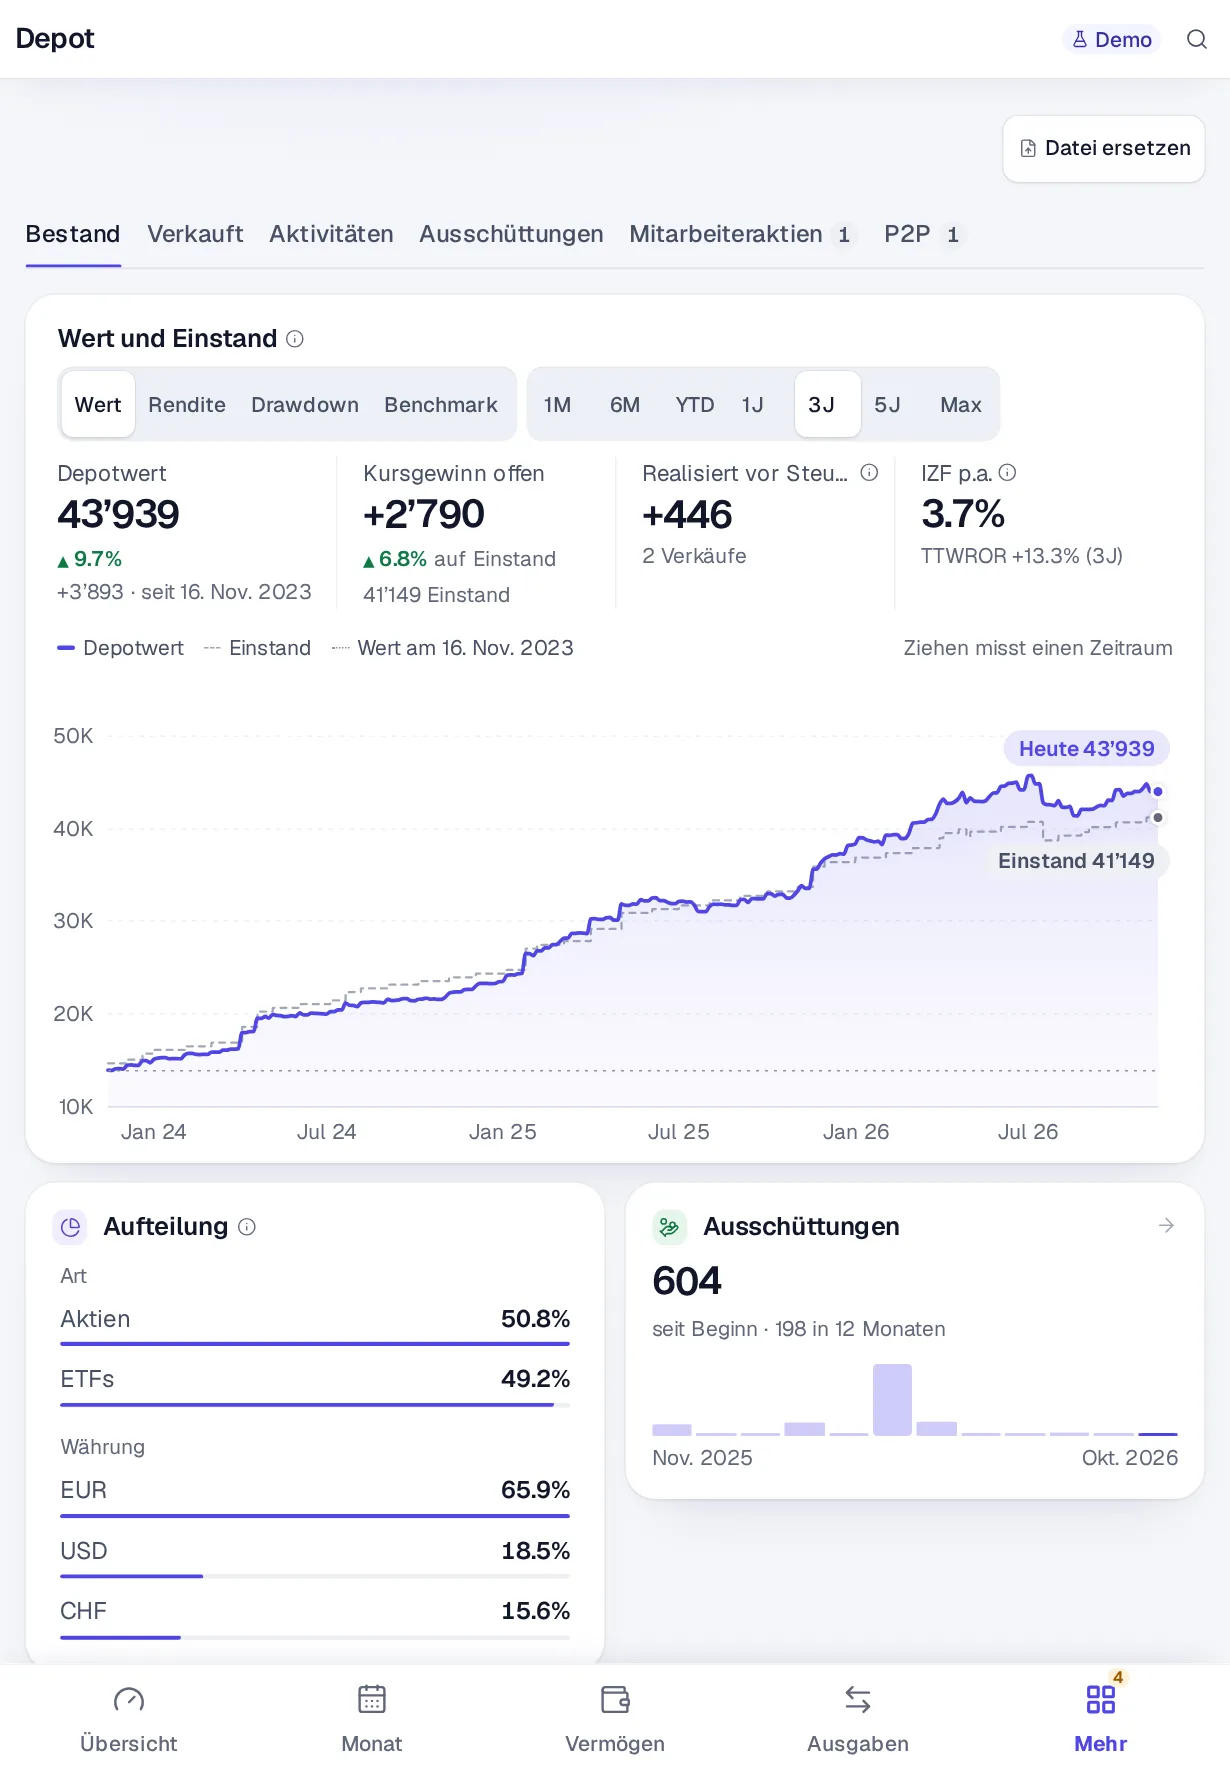 Depot
Demo
Datei ersetzen
Bestand Verkauft Aktivitäten Ausschüttungen Mitarbeiteraktien 1 P2P 1
Wert und Einstand
Wert Rendite Drawdown Benchmark 1M 6M YTD 1J 3J 5J Max
Depotwert
43’939
▲ 9.7%
+3’893 · seit 16. Nov. 2023
Kursgewinn offen
+2’790
▲ 6.8% auf Einstand
41’149 Einstand
Realisiert vor Steu...
+446
2 Verkäufe
IZF p.a.
3.7%
TTWROR +13.3% (3J)
Depotwert Einstand Wert am 16. Nov. 2023
Ziehen misst einen Zeitraum
50K
40K
30K
20K
10K
Heute 43’939
Einstand 41’149
Jan 24 Jul 24 Jan 25 Jul 25 Jan 26 Jul 26
Aufteilung
Art
Aktien 50.8%
ETFs 49.2%
Währung
EUR 65.9%
USD 18.5%
CHF 15.6%
Ausschüttungen
604
seit Beginn · 198 in 12 Monaten
Nov. 2025 Okt. 2026
Übersicht
Monat
Vermögen
Ausgaben
4
Mehr